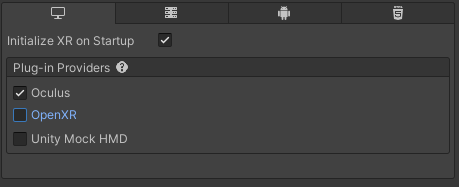 Initialize XR on Startup
Plug-in Providers ?
Oculus
OpenXR
Unity Mock HMD